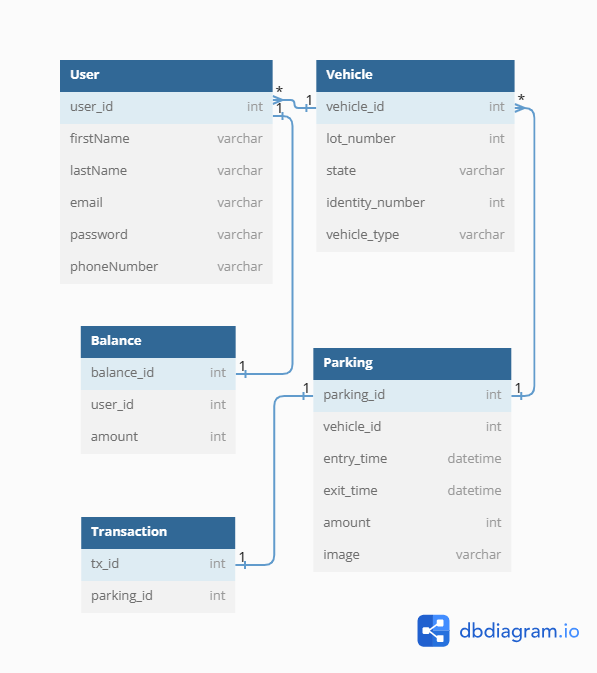 User
user_id int
firstName varchar
lastName varchar
email varchar
password varchar
phoneNumber varchar
* 1
1
Vehicle
vehicle_id int
lot_number int
state varchar
identity_number int
vehicle_type varchar
*
Balance
balance_id int
user_id int
amount int
1
Parking
parking_id int
vehicle_id int
entry_time datetime
exit_time datetime
amount int
image varchar
1 1
Transaction
tx_id int
parking_id int
1
dbdiagram.io